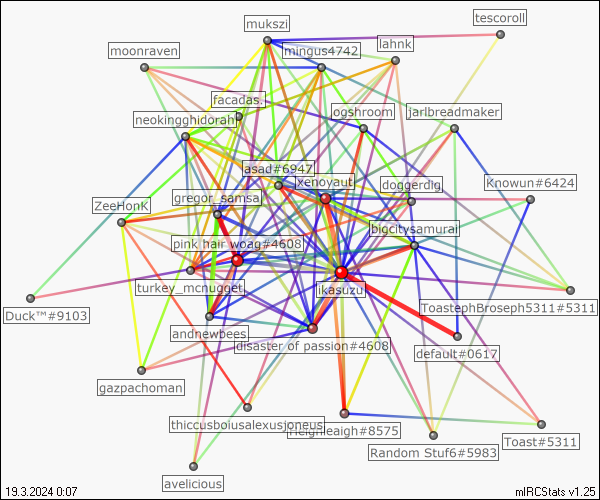 tescoroll
mukszi
moonraven
mingus4742
lahnk
facadas.
neokingghidorah
ogshroom
jarlbreadmaker
asad#6947
xenoyaut
doggerdig
Knowun#6424
ZeeHonK
gregor_samsa
bigcitysamurai
pink hair woag#4608
turkey_mcnugget
ikasuzu
ToastephBroseph5311#5311
Duck™#9103
andnewbees
disaster of passion#4608
default#0617
gazpachoman
thiccusboiusalexusjoneus
#8575
Random Stuf6#5983
Toast#5311
avelicious
19.3.2024 0:07
mIRCStats v1.25